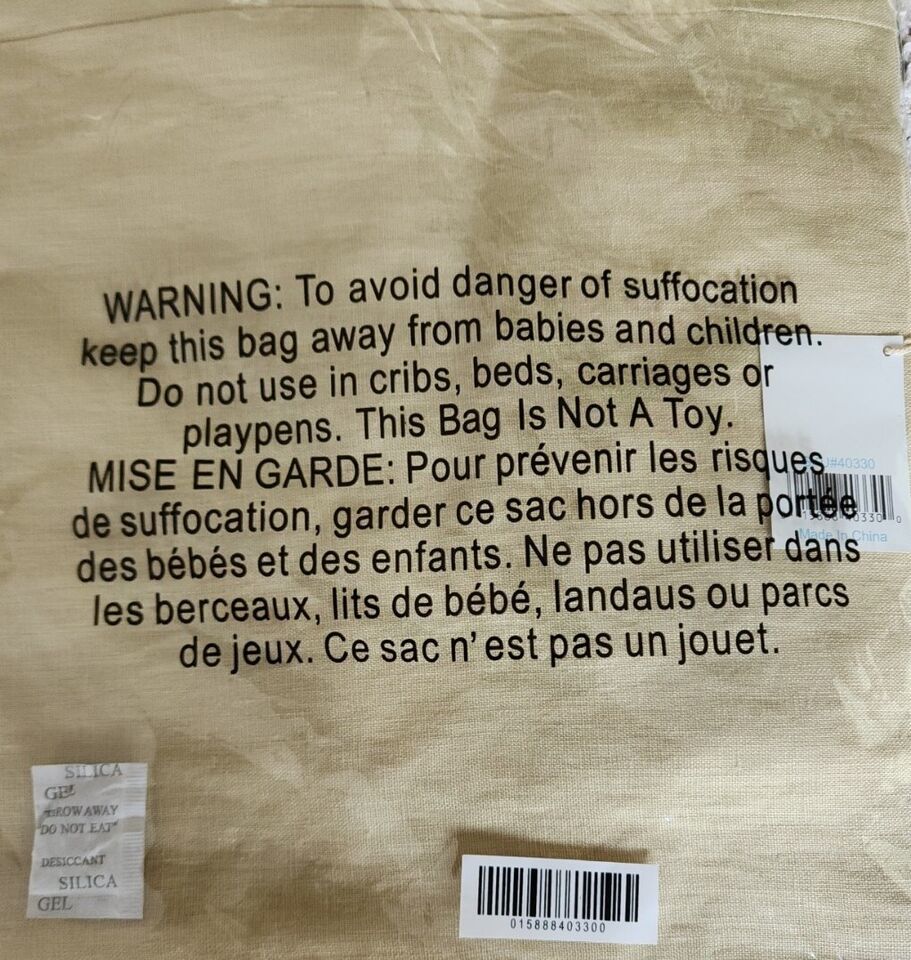 WARNING: To avoid danger of suffocation
keep this bag away from babies and children.
Do not use in cribs, beds, carriages or
playpens. This Bag Is Not A Toy.
MISE EN GARDE: Pour prévenir les risques
de suffocation, garder ce sac hors de la portée
des bébés et des enfants. Ne pas utiliser dans
les berceaux, lits de bébé, landaus ou parcs
de jeux. Ce sac n'est pas un jouet.
#40330
Made In China
SILICA
GEL
THROW AWAY
"DO NOT EAT"
DESICCANT
SILICA
GEL
015888403300